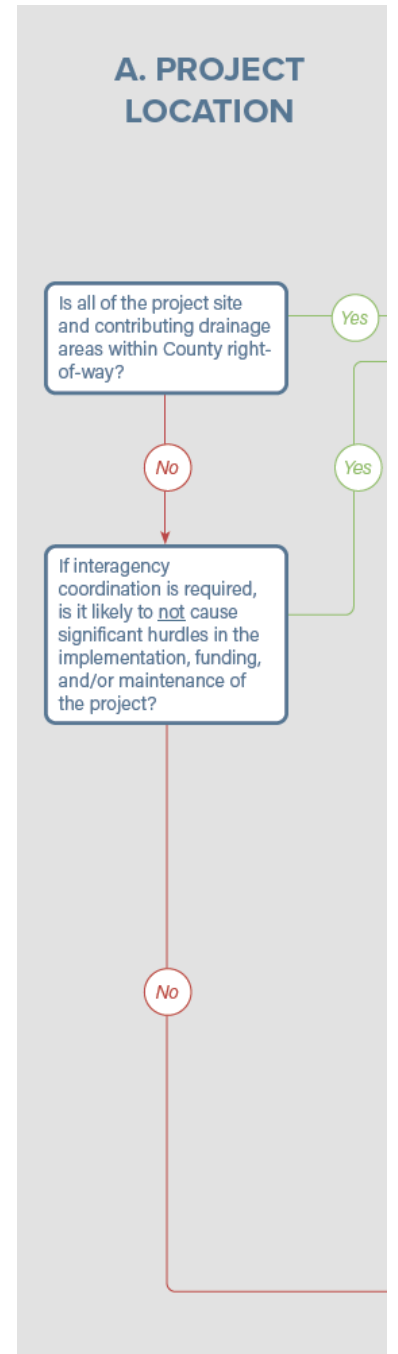 A. PROJECT
LOCATION
Is all of the project site
and contributing drainage
areas within County right-
of-way?
Yes
No
Yes
If interagency
coordination is required,
is it likely to not cause
significant hurdles in the
implementation, funding,
and/or maintenance of
the project?
No